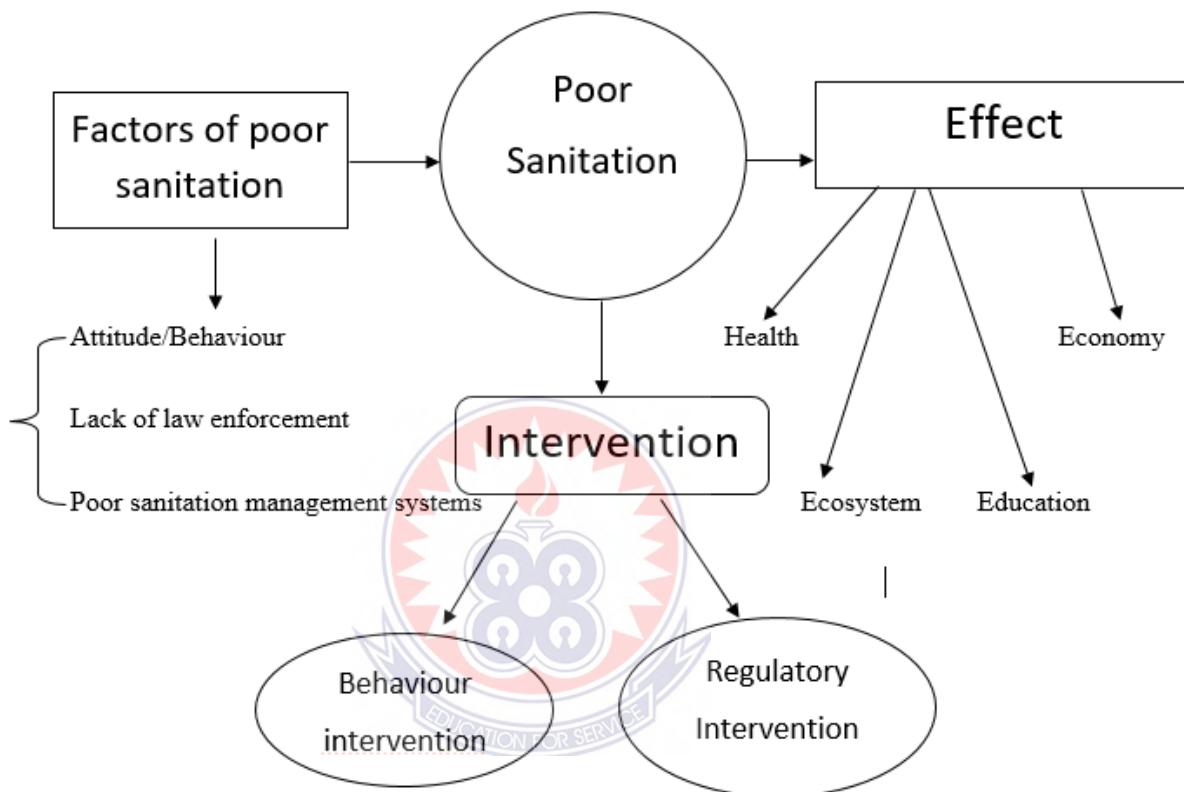 Factors of poor
sanitation
Poor
Sanitation
Effect
Attitude/Behaviour
Lack of law enforcement
Poor sanitation management systems
Health
Economy
Intervention
Ecosystem
Education
Behaviour
intervention
Regulatory
Intervention
EDUCATION FOR SERVICE